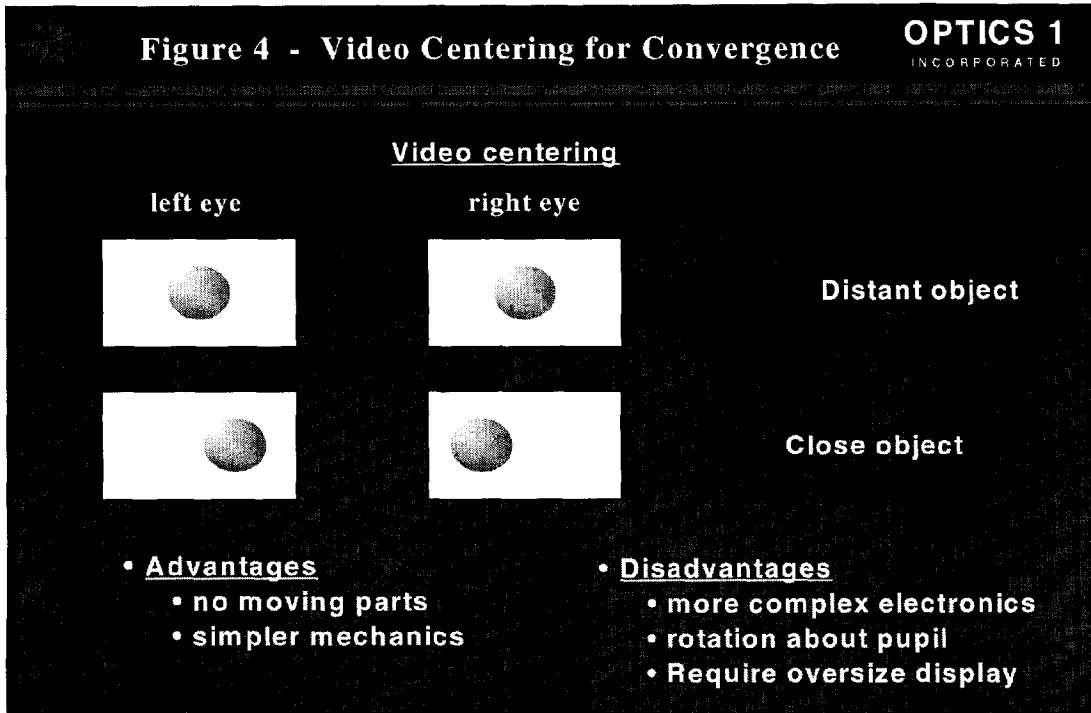 Figure 4 - Video Centering for Convergence
OPTICS 1
INCORPORATED
Video centering
left eye
right eye
Distant object
Close object
• Advantages
• no moving parts
• simpler mechanics
• Disadvantages
• more complex electronics
• rotation about pupil
• Require oversize display